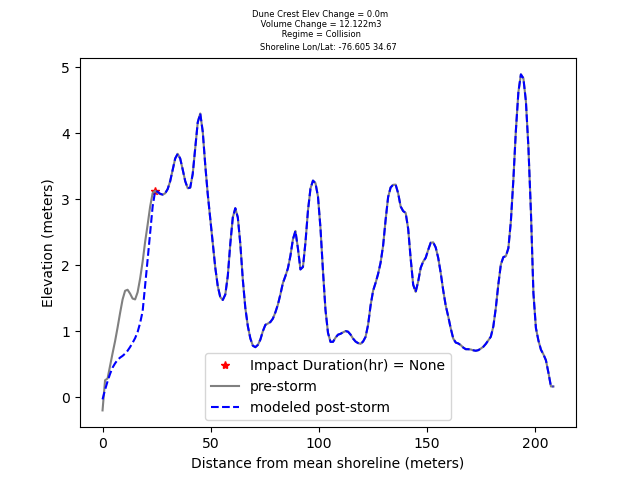 Dune Crest Elev Change = 0.0m
Volume Change = 12.122m3
Regime = Collision
Shoreline Lon/Lat: -76.605 34.67
5
4
3
2
1
0
Elevation (meters)
Impact Duration(hr) = None
pre-storm
modeled post-storm
0 50 100 150 200
Distance from mean shoreline (meters)